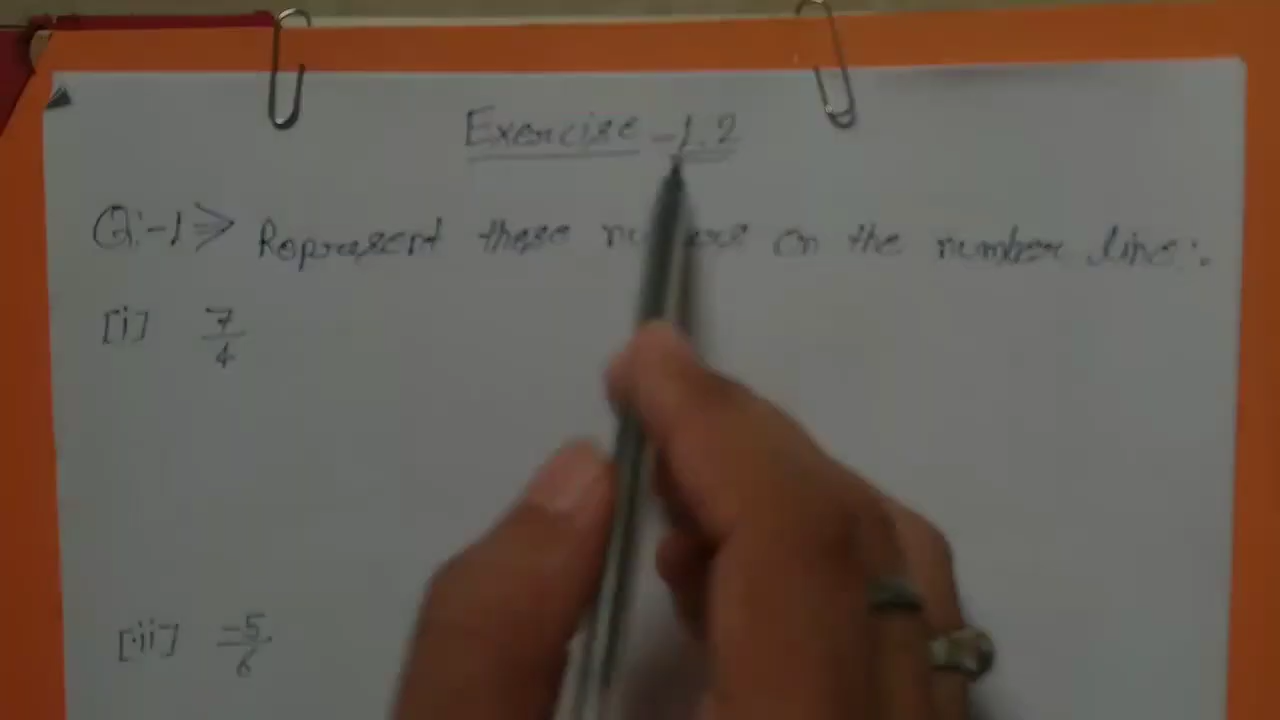 Exercise -1.2
Q:-1⇒ Represent these on the number line:.
[i] 7/4
[ii] -5/6